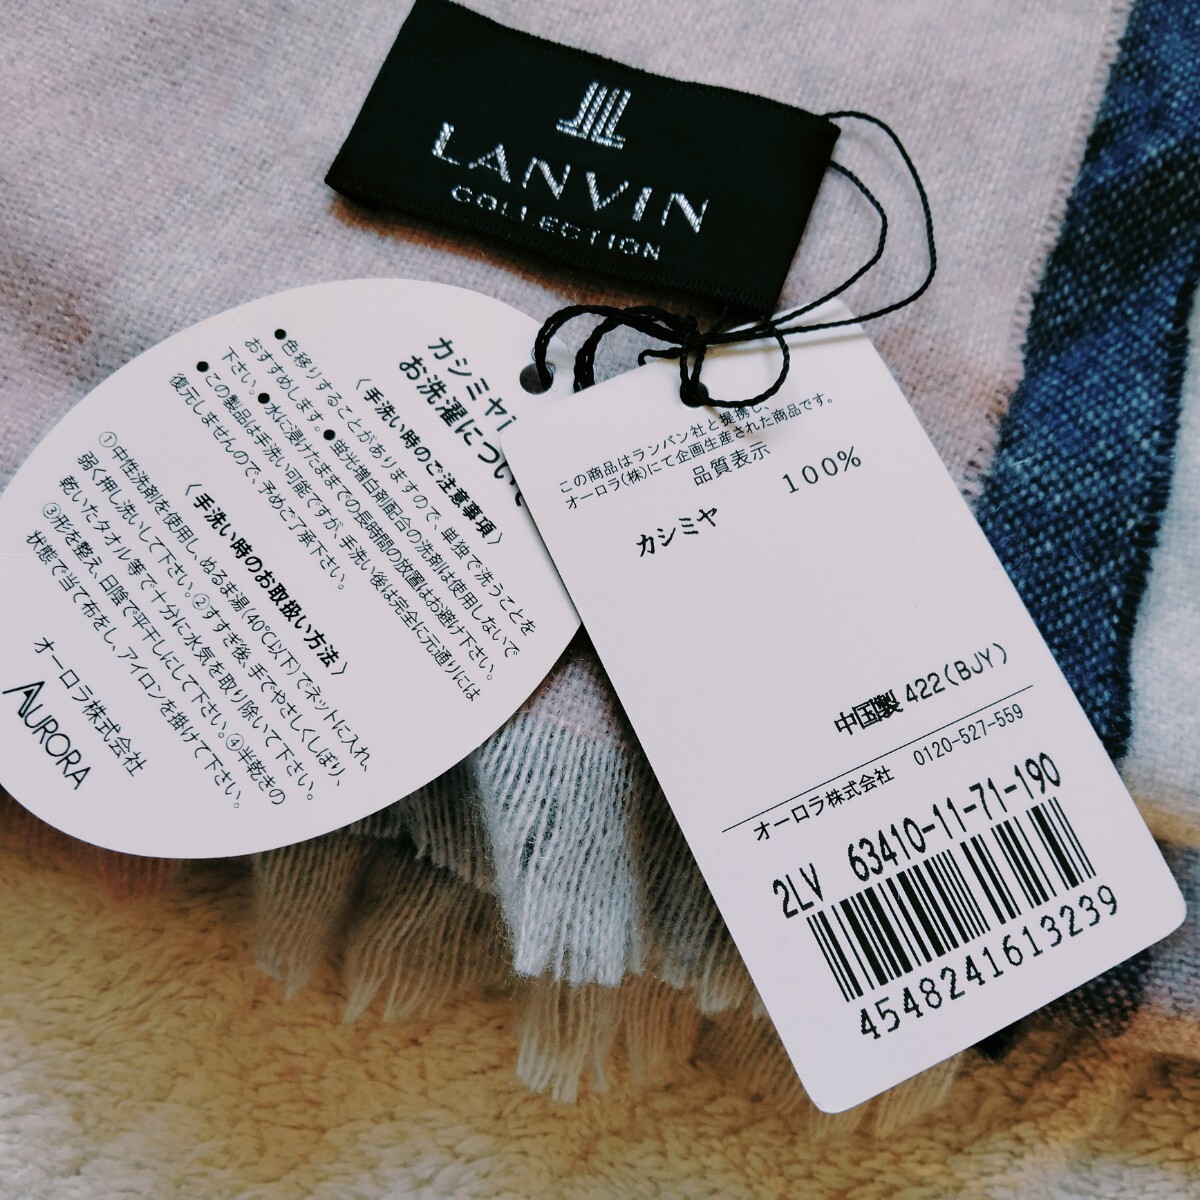 LANVIN
COLLECTION
カシミヤ
お洗濯について
〈手洗い時のご注意事項〉
●色移りすることがありますので、単独で洗うことを
おすすめします。●蛍光増白剤配合の洗剤は使用しないで
下さい。●水に浸けたままでの長時間の放置はお避け下さい。
●この製品は手洗い可能ですが、手洗い後は完全に元通りには
復元しませんので、予めご了承下さい。
〈手洗い時のお取扱い方法〉
①中性洗剤を使用し、ぬるま湯(40℃以下)でネットに入れ、
弱く押し洗いして下さい。②すすぎ後、手でやさしくしぼり、
乾いたタオル等で十分に水気を取り除いて下さい。
③形を整え、日陰で平干しにして下さい。④半乾きの
状態で当て布をし、アイロンを掛けて下さい。
オーロラ株式会社
AURORA
この商品はランバン社と提携し、
オーロラ(株)にて企画生産された商品です。
品質表示
カシミヤ 100%
中国製 422(BJY)
オーロラ株式会社 0120-527-559
2LV 63410-11-71-190
4548241613239